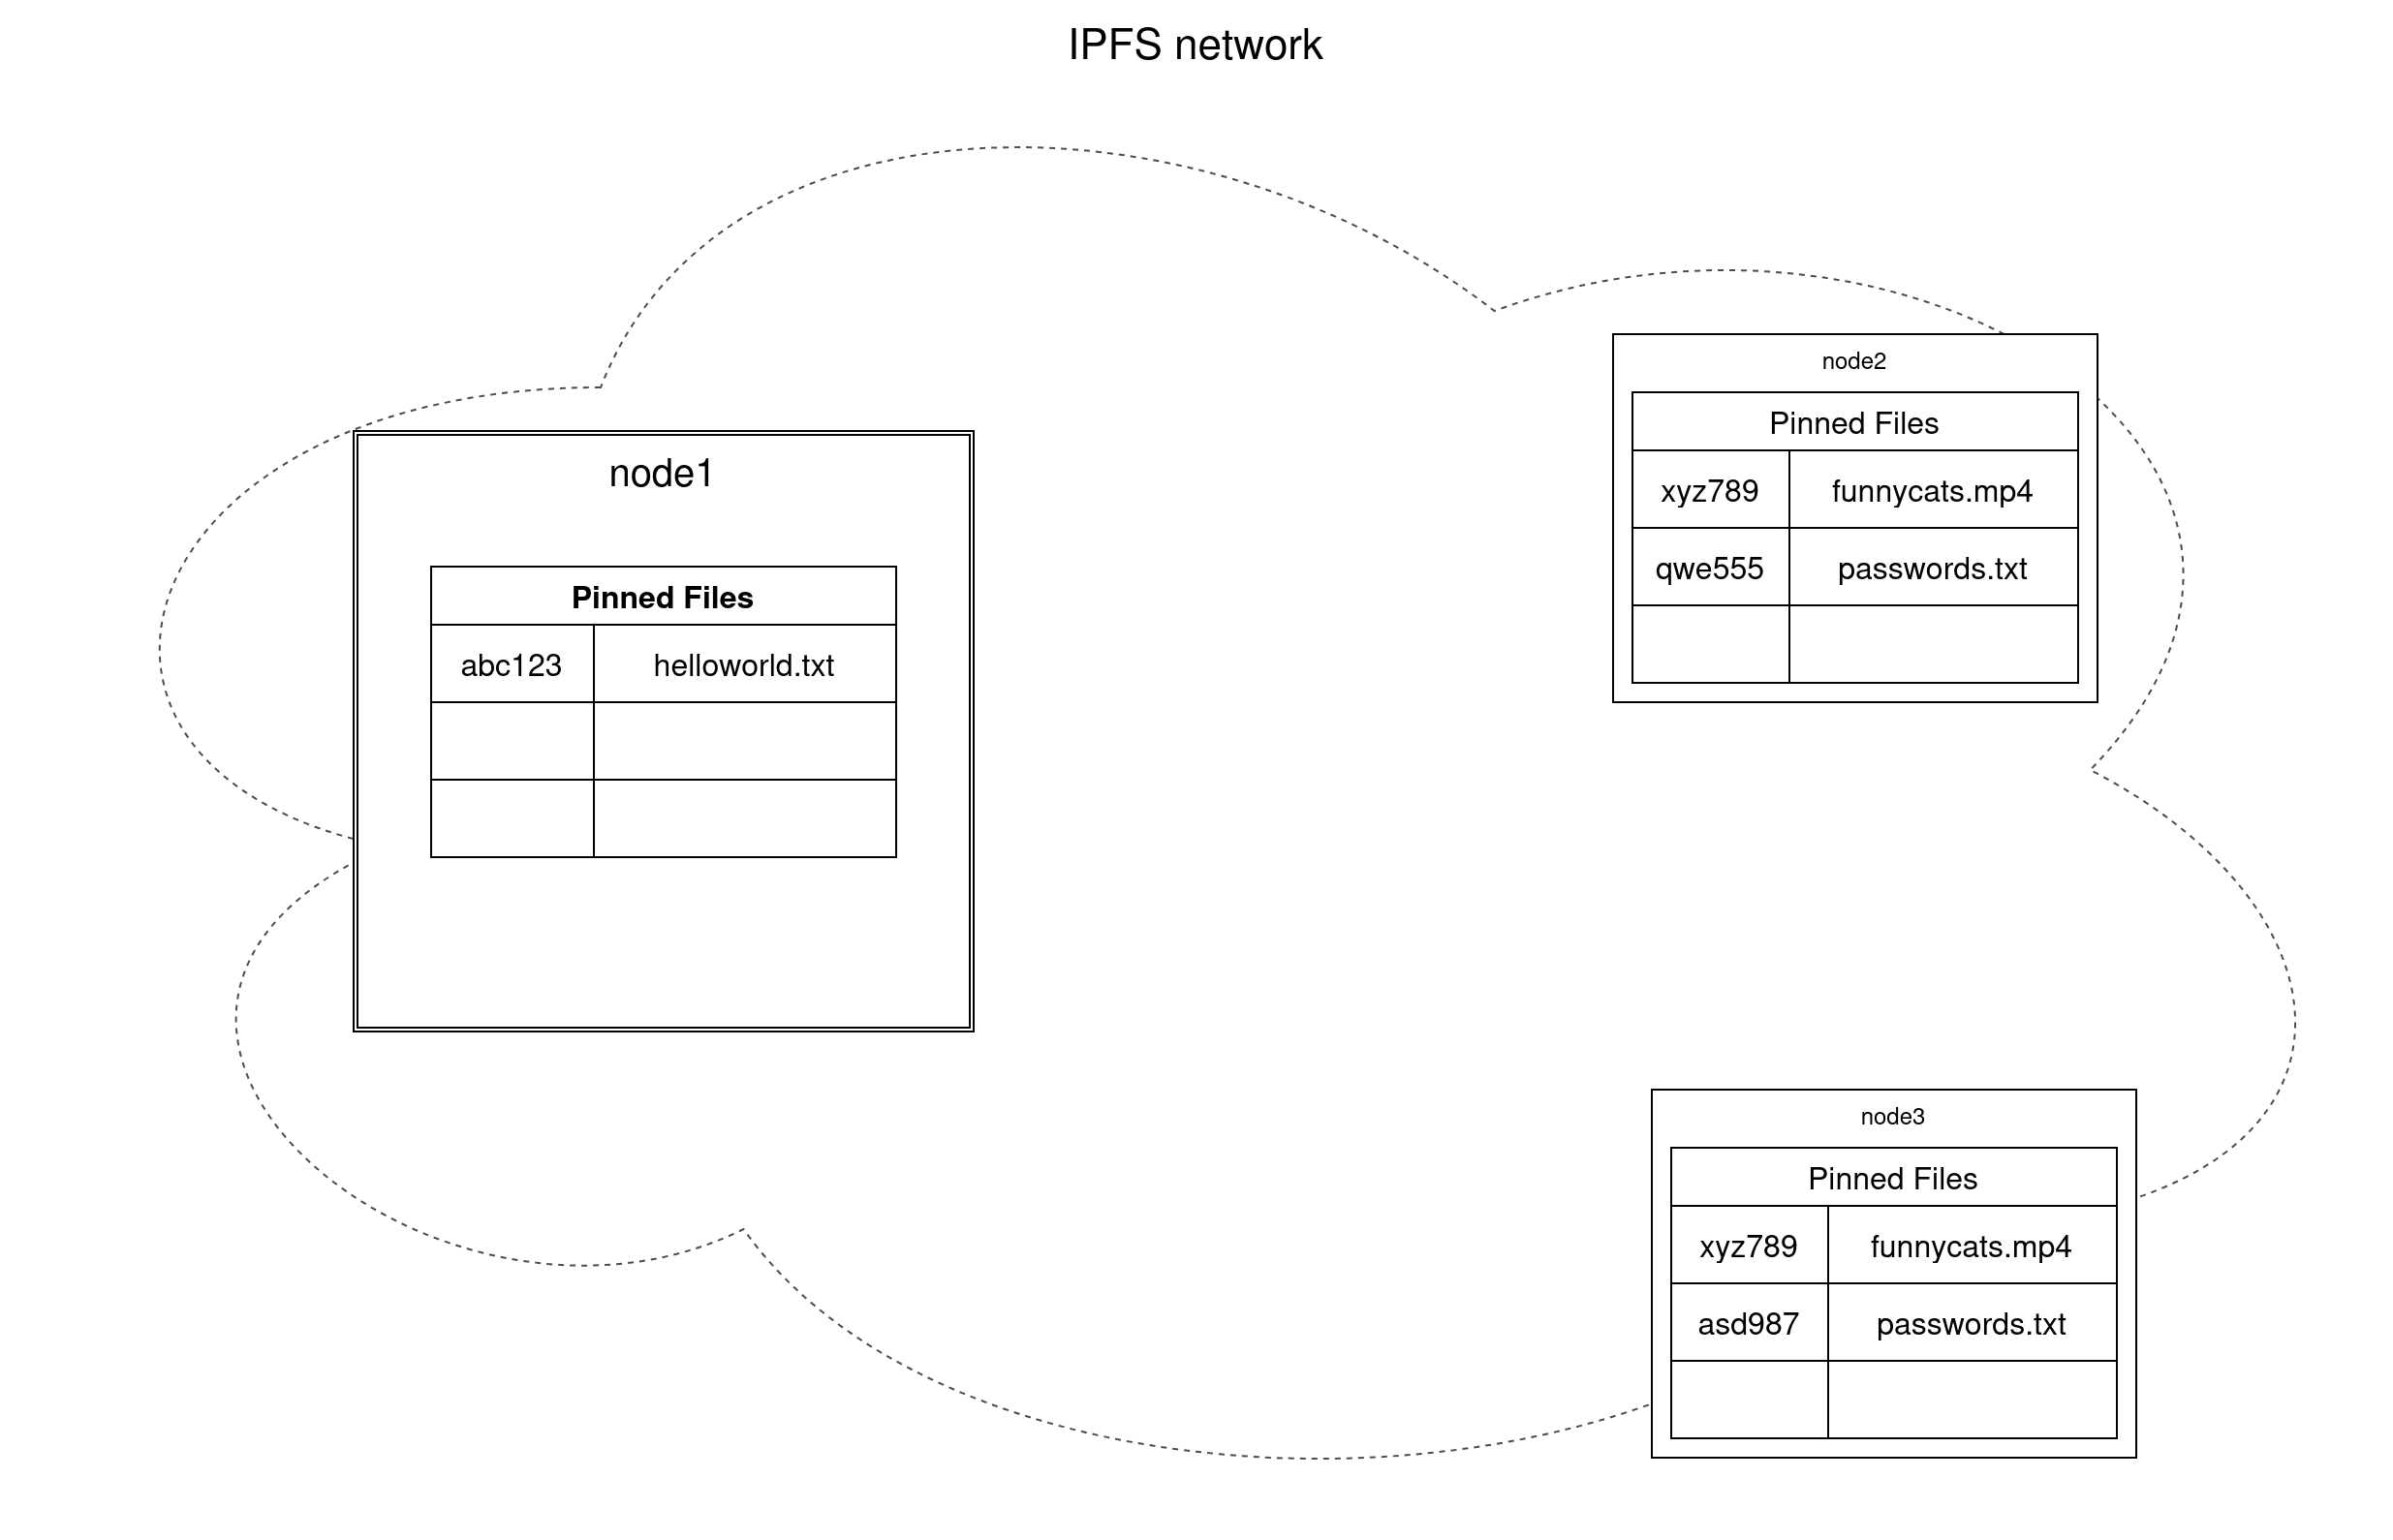 IPFS network
node1
Pinned Files
abc123 helloworld.txt
node2
Pinned Files
xyz789 funnycats.mp4
qwe555 passwords.txt
node3
Pinned Files
xyz789 funnycats.mp4
asd987 passwords.txt